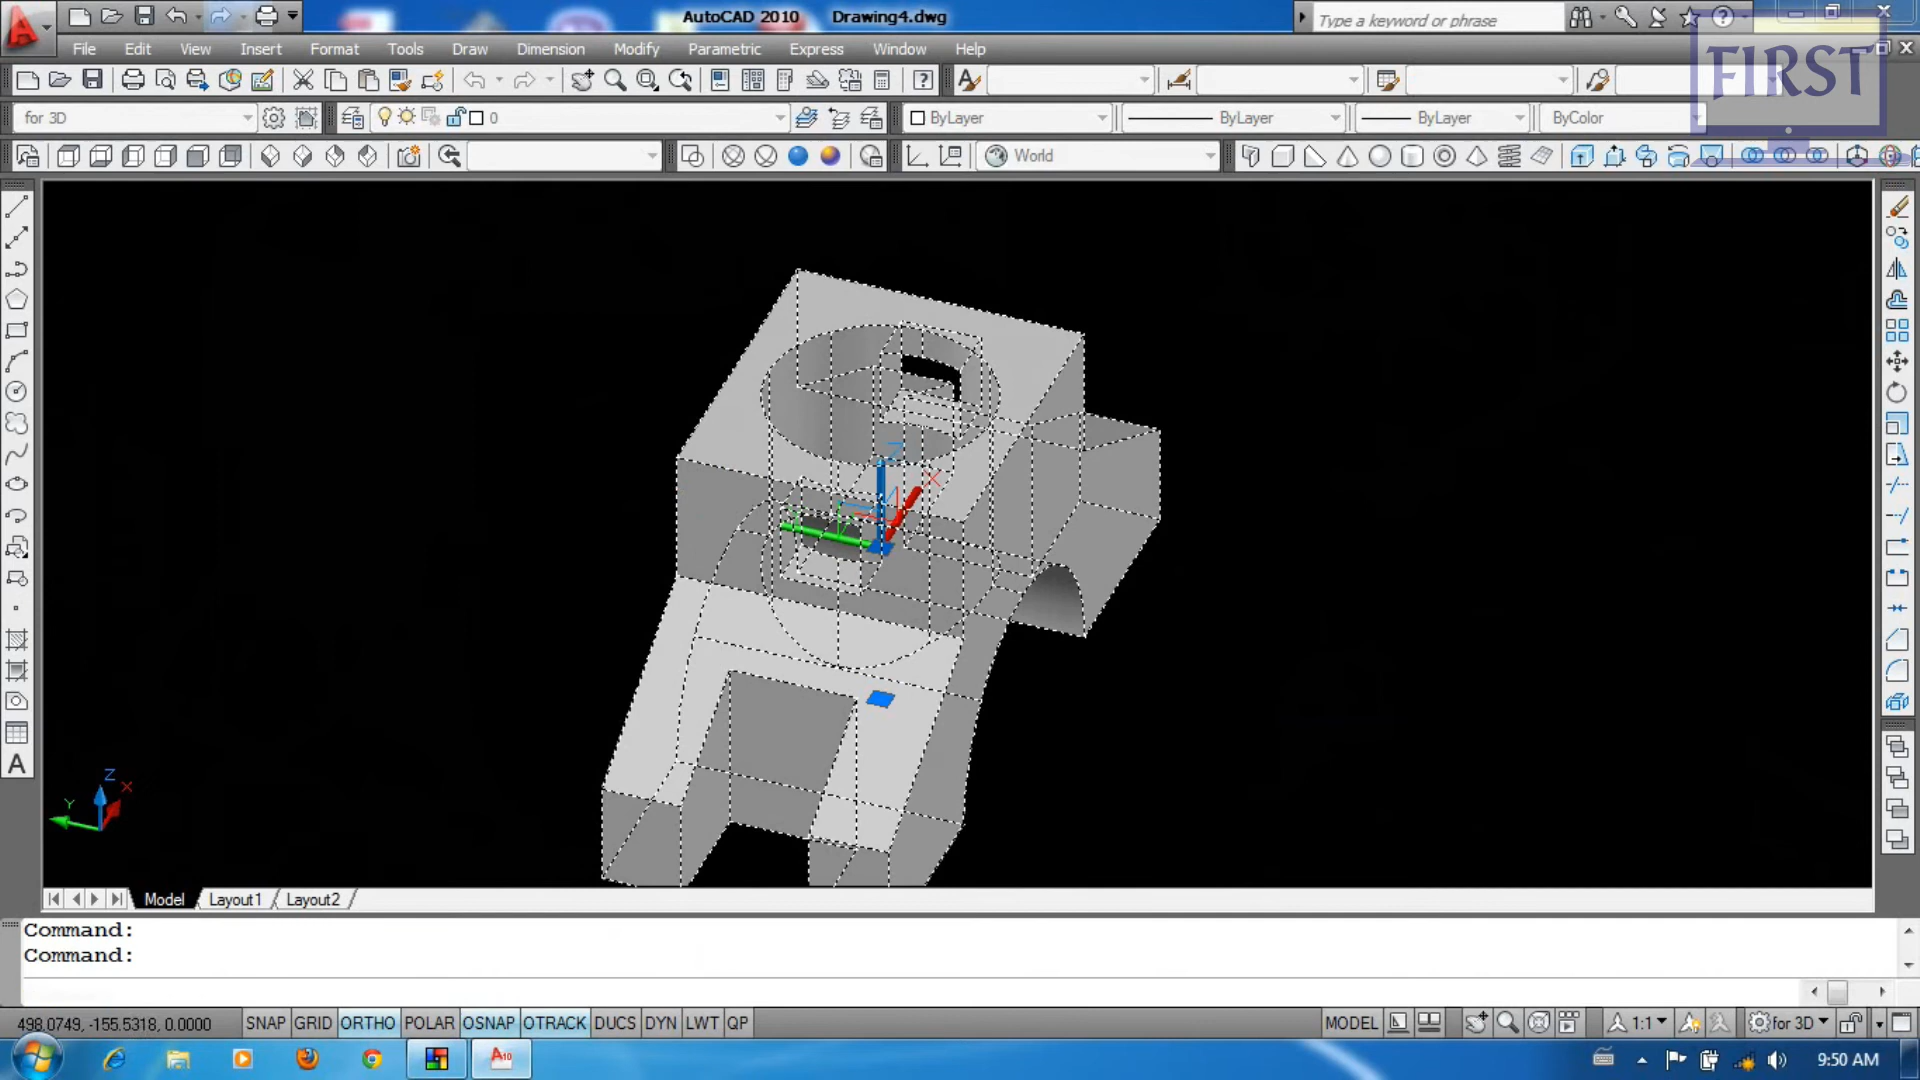 AutoCAD 2010 Drawing4.dwg
Type a keyword or phrase
File Edit View Insert Format Tools Draw Dimension Modify Parametric Express Window Help
FIRST
for 3D
0
ByLayer
ByLayer
ByLayer
ByColor
World
Z
X
Z
X
Y
A
Model Layout1 Layout2
Command:
Command:
498.0749, -155.5318, 0.0000
SNAP GRID ORTHO POLAR OSNAP OTRACK DUCS DYN LWT QP
MODEL
1:1
for 3D
9:50 AM